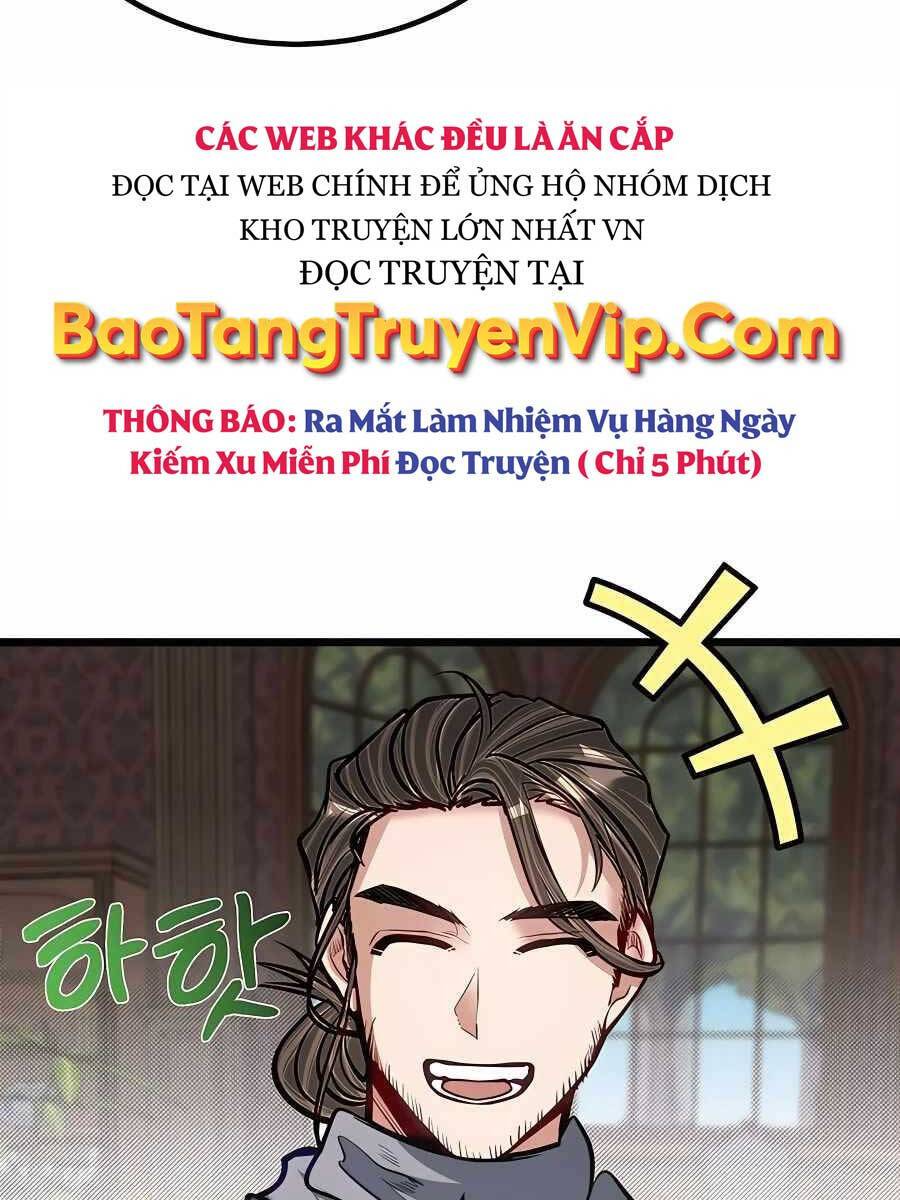 CÁC WEB KHÁC ĐỀU LÀ ĂN CẮP
ĐỌC TẠI WEB CHÍNH ĐỂ ỦNG HỘ NHÓM DỊCH
KHO TRUYỆN LỚN NHẤT VN
ĐỌC TRUYỆN TẠI
BaoTangTruyenVip.Com
THÔNG BÁO: Ra Mắt Làm Nhiệm Vụ Hàng Ngày
Kiếm Xu Miễn Phí Đọc Truyện ( Chỉ 5 Phút)
하핫